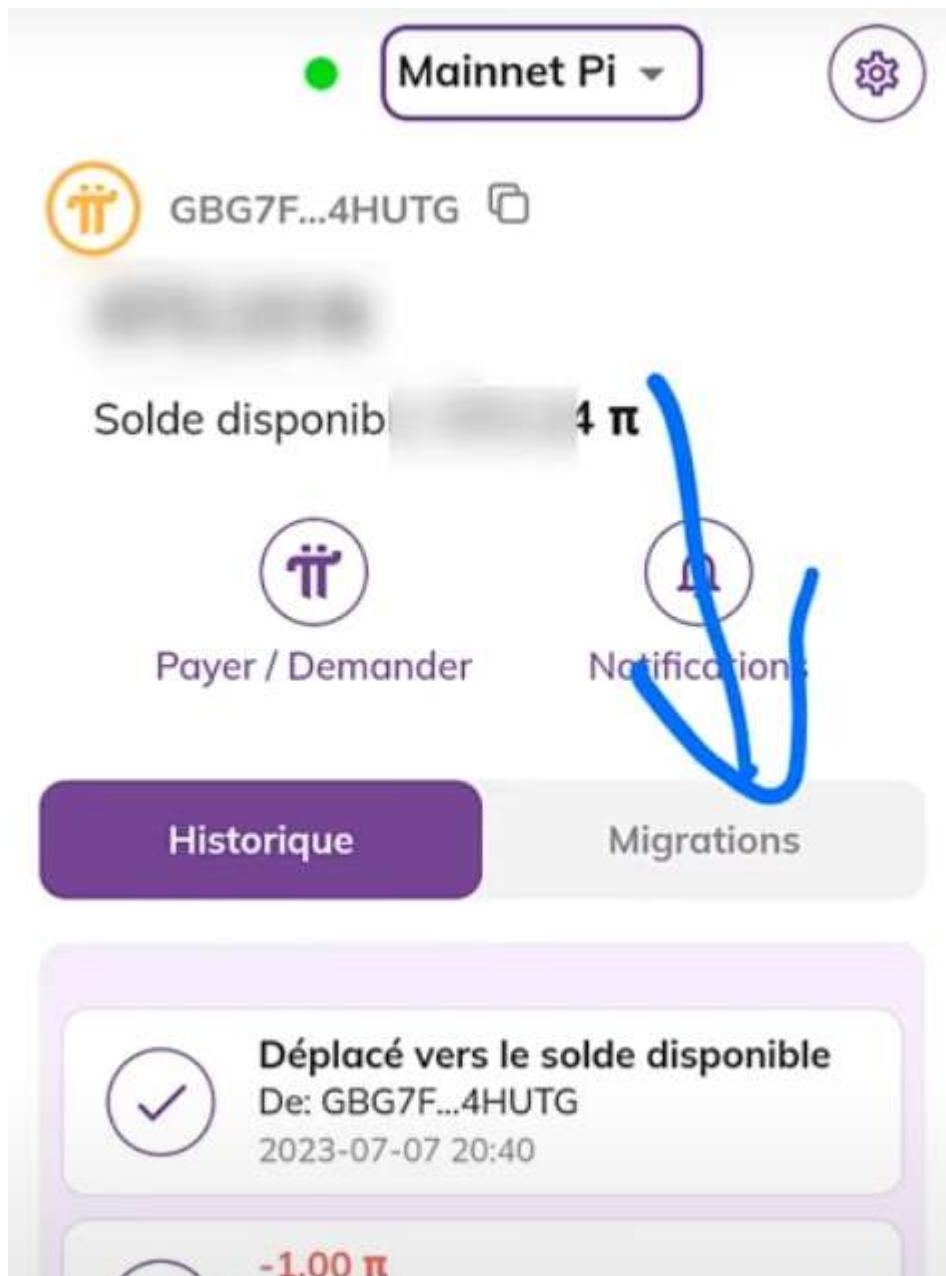 Mainnet Pi
GBG7F...4HUTG
Solde disponib 4 π
Payer / Demander
Notifications
Historique
Migrations
Déplacé vers le solde disponible
De: GBG7F...4HUTG
2023-07-07 20:40
-1.00 π